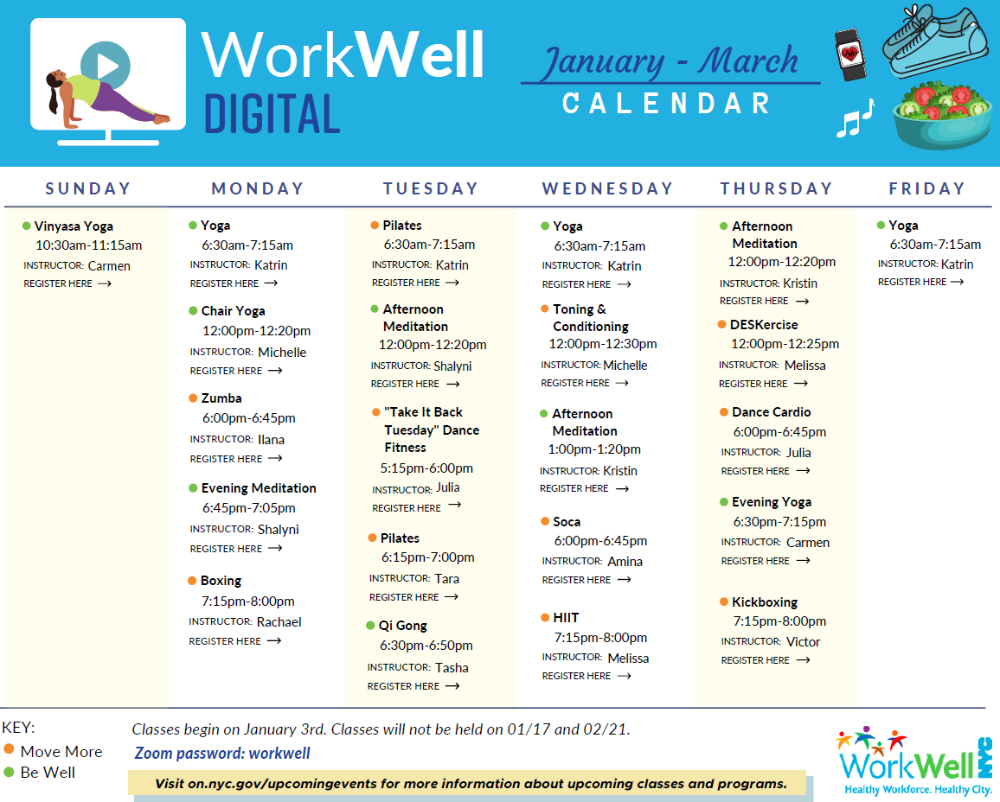 WorkWell
DIGITAL
January - March
CALENDAR
SUNDAY
Vinyasa Yoga
10:30am-11:15am
INSTRUCTOR: Carmen
REGISTER HERE →
MONDAY
Yoga
6:30am-7:15am
INSTRUCTOR: Katrin
REGISTER HERE →
Chair Yoga
12:00pm-12:20pm
INSTRUCTOR: Michelle
REGISTER HERE →
Zumba
6:00pm-6:45pm
INSTRUCTOR: Ilana
REGISTER HERE →
Evening Meditation
6:45pm-7:05pm
INSTRUCTOR: Shalyni
REGISTER HERE →
Boxing
7:15pm-8:00pm
INSTRUCTOR: Rachael
REGISTER HERE →
TUESDAY
Pilates
6:30am-7:15am
INSTRUCTOR: Katrin
REGISTER HERE →
Afternoon
Meditation
12:00pm-12:20pm
INSTRUCTOR: Shalyni
REGISTER HERE →
"Take It Back
Tuesday" Dance
Fitness
5:15pm-6:00pm
INSTRUCTOR: Julia
REGISTER HERE →
Pilates
6:15pm-7:00pm
INSTRUCTOR: Tara
REGISTER HERE →
Qi Gong
6:30pm-6:50pm
INSTRUCTOR: Tasha
REGISTER HERE →
WEDNESDAY
Yoga
6:30am-7:15am
INSTRUCTOR: Katrin
REGISTER HERE →
Toning &
Conditioning
12:00pm-12:30pm
INSTRUCTOR: Michelle
REGISTER HERE →
Afternoon
Meditation
1:00pm-1:20pm
INSTRUCTOR: Kristin
REGISTER HERE →
Soca
6:00pm-6:45pm
INSTRUCTOR: Amina
REGISTER HERE →
HIIT
7:15pm-8:00pm
INSTRUCTOR: Melissa
REGISTER HERE →
THURSDAY
Afternoon
Meditation
12:00pm-12:20pm
INSTRUCTOR: Kristin
REGISTER HERE →
DESKercise
12:00pm-12:25pm
INSTRUCTOR: Melissa
REGISTER HERE →
Dance Cardio
6:00pm-6:45pm
INSTRUCTOR: Julia
REGISTER HERE →
Evening Yoga
6:30pm-7:15pm
INSTRUCTOR: Carmen
REGISTER HERE →
Kickboxing
7:15pm-8:00pm
INSTRUCTOR: Victor
REGISTER HERE →
FRIDAY
Yoga
6:30am-7:15am
INSTRUCTOR: Katrin
REGISTER HERE →
KEY:
Move More
Be Well
Classes begin on January 3rd. Classes will not be held on 01/17 and 02/21.
Zoom password: workwell
Visit on.nyc.gov/upcomingevents for more information about upcoming classes and programs.
WorkWell NYC
Healthy Workforce. Healthy City.